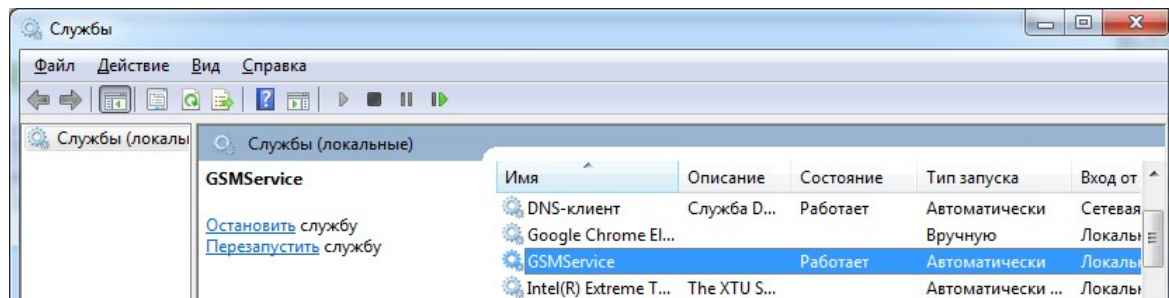 Службы
Файл Действие Вид Справка
Службы (локалы
Службы (локальные)
GSMService
Остановить службу
Перезапустить службу
Имя Описание Состояние Тип запуска Вход от
DNS-клиент Служба D... Работает Автоматически Сетевая
Google Chrome El... Вручную Локальн
GSMService Работает Автоматически Локальн
Intel(R) Extreme T... The XTU S... Автоматически ... Локальн